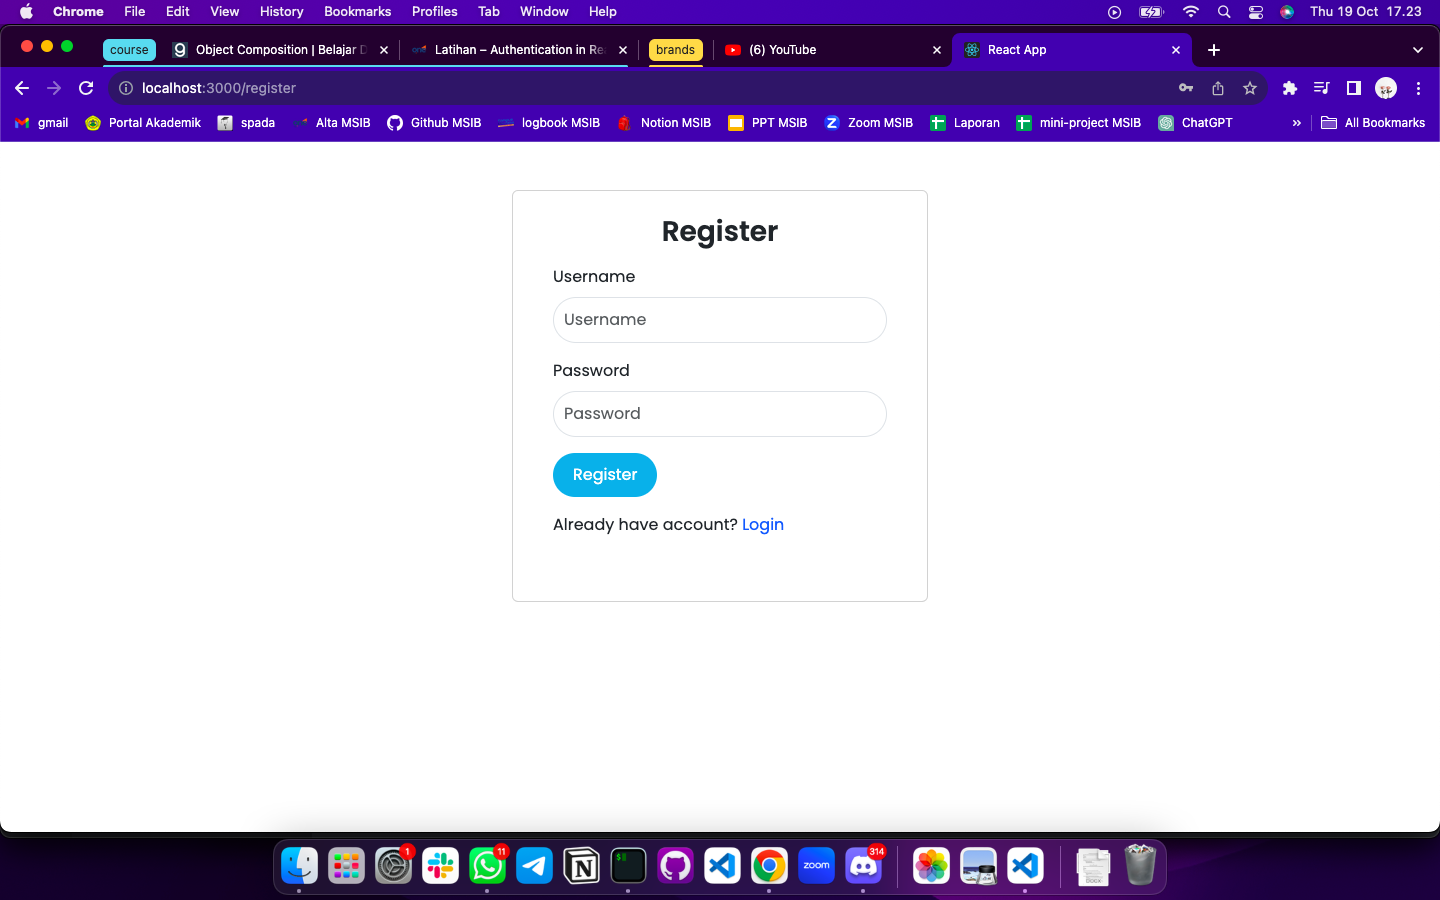 Chrome File Edit View History Bookmarks Profiles Tab Window Help Thu 19 Oct 17.23
course Object Composition | Belajar D Latihan – Authentication in Re brands (6) YouTube React App
localhost:3000/register
gmail Portal Akademik spada Alta MSIB Github MSIB logbook MSIB Notion MSIB PPT MSIB Zoom MSIB Laporan mini-project MSIB ChatGPT » All Bookmarks
Register
Username
Username
Password
Password
Register
Already have account? Login
1 11 $ zoom 314 DOCX